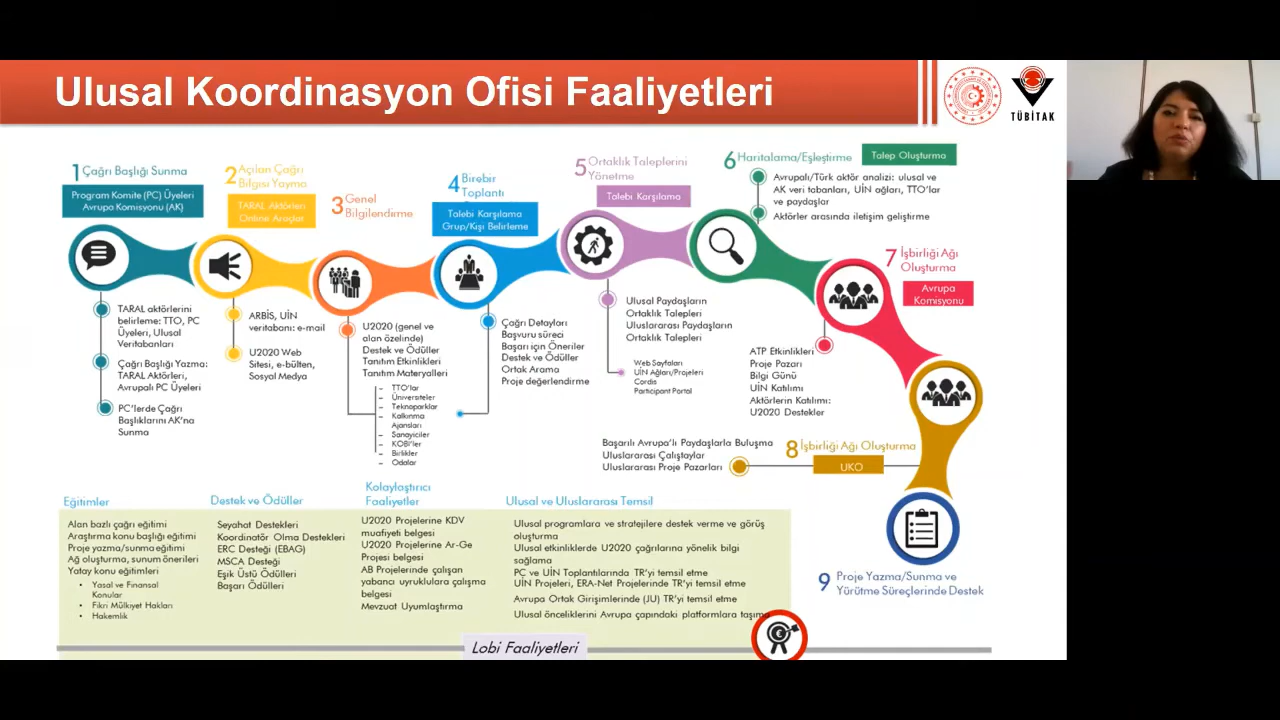 Ulusal Koordinasyon Ofisi Faaliyetleri
TÜBİTAK
1 Çağrı Başlığı Sunma
Program Komite (PC) Üyeleri
Avrupa Komisyonu (AK)
TARAL aktörlerini
belirleme: TTO, PC
Üyeleri, Ulusal
Veritabanları
Çağrı Başlığı Yazma:
TARAL Aktörleri,
Avrupalı PC Üyeleri
PC'lerde Çağrı
Başlıklarını AK'na
Sunma
2 Açılan Çağrı
Bilgisi Yayma
TARAL Aktörleri
Online Araçlar
ARBİS, UİN
veritabanı: e-mail
U2020 Web
Sitesi, e-bülten,
Sosyal Medya
3 Genel
Bilgilendirme
U2020 (genel ve
alan özelinde)
Destek ve Ödüller
Tanıtım Etkinlikleri
Tanıtım Materyalleri
– TTO'lar
– Üniversiteler
– Teknoparklar
– Kalkınma
Ajansları
– Sanayiciler
– KOBİ'ler
– Birlikler
– Odalar
4 Birebir
Toplantı
Talebi Karşılama
Grup/Kişi Belirleme
Çağrı Detayları
Başvuru süreci
Başarı için Öneriler
Destek ve Ödüller
Ortak Arama
Proje değerlendirme
5 Ortaklık Taleplerini
Yönetme
Talebi Karşılama
Ulusal Paydaşların
Ortaklık Talepleri
Uluslararası Paydaşların
Ortaklık Talepleri
Web Sayfaları
UİN Ağları/Projeleri
Cordis
Participant Portal
6 Haritalama/Eşleştirme
Talep Oluşturma
Avrupalı/Türk aktör analizi: ulusal ve
AK veri tabanları, UİN ağları, TTO'lar
ve paydaşlar
Aktörler arasında iletişim geliştirme
7 İşbirliği Ağı
Oluşturma
Avrupa
Komisyonu
ATP Etkinlikleri
Proje Pazarı
Bilgi Günü
UİN Katılımı
Aktörlerin Katılımı:
U2020 Destekler
8 İşbirliği Ağı Oluşturma
UKO
Başarılı Avrupa'lı Paydaşlarla Buluşma
Uluslararası Çalıştaylar
Uluslararası Proje Pazarları
9 Proje Yazma/Sunma ve
Yürütme Süreçlerinde Destek
Eğitimler
Alan bazlı çağrı eğitimi
Araştırma konu başlığı eğitimi
Proje yazma/sunma eğitimi
Ağ oluşturma, sunum önerileri
Yatay konu eğitimleri
• Yasal ve Finansal
Konular
• Fikri Mülkiyet Hakları
• Hakemlik
Destek ve Ödüller
Seyahat Destekleri
Koordinatör Olma Destekleri
ERC Desteği (EBAG)
MSCA Desteği
Eşik Üstü Ödülleri
Başarı Ödülleri
Kolaylaştırıcı
Faaliyetler
U2020 Projelerine KDV
muafiyeti belgesi
U2020 Projelerine Ar-Ge
Projesi belgesi
AB Projelerinde çalışan
yabancı uyruklulara çalışma
belgesi
Mevzuat Uyumlaştırma
Ulusal ve Uluslararası Temsil
Ulusal programlara ve stratejilere destek verme ve görüş
oluşturma
Ulusal etkinliklerde U2020 çağrılarına yönelik bilgi
sağlama
PC ve UİN Toplantılarında TR'yi temsil etme
UİN Projeleri, ERA-Net Projelerinde TR'yi temsil etme
Avrupa Ortak Girişimlerinde (JU) TR'yi temsil etme
Ulusal önceliklerini Avrupa çapındaki platformlara taşıma
Lobi Faaliyetleri